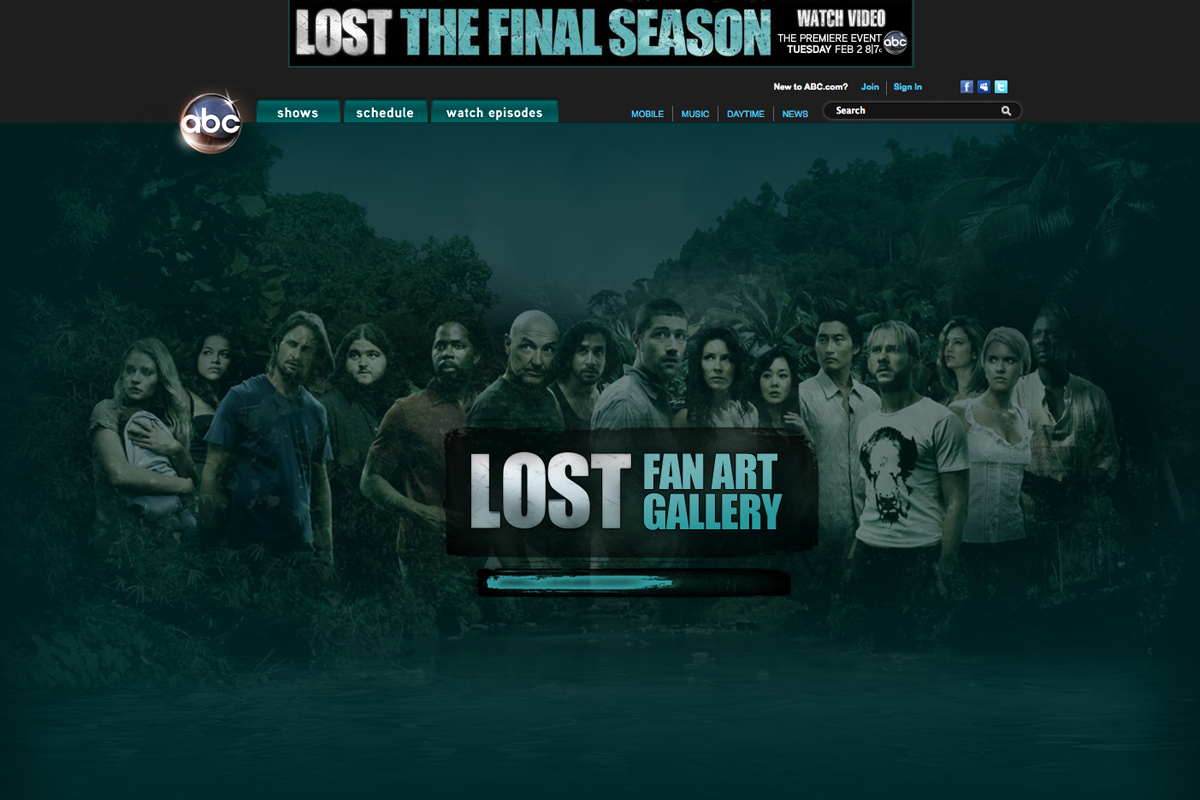 LOST THE FINAL SEASON
WATCH VIDEO
THE PREMIERE EVENT
TUESDAY FEB 2 8|7c
abc
New to ABC.com? Join Sign In
abc
shows schedule watch episodes
MOBILE MUSIC DAYTIME NEWS
Search
LOST FAN ART
GALLERY